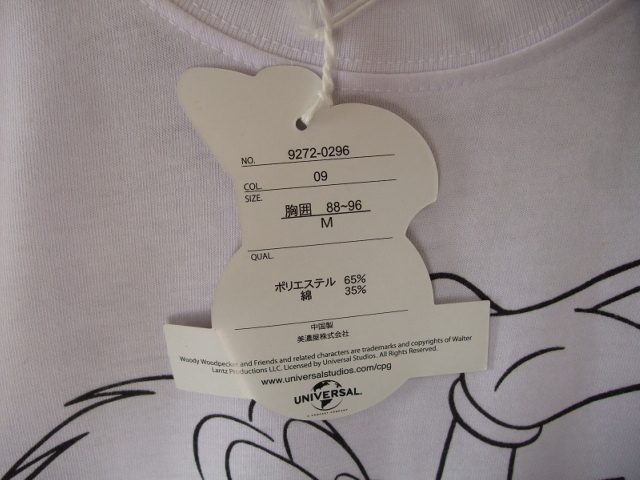 NO. 9272-0296
COL. 09
SIZE.
胸囲 88~96
M
QUAL.
ポリエステル 65%
綿 35%
中国製
美濃屋株式会社
Woody Woodpecker and Friends and related characters are trademarks and copyrights of Walter
Lantz Productions LLC. Licensed by Universal Studios. All Rights Reserved.
www.universalstudios.com/cpg
UNIVERSAL
A COMCAST COMPANY